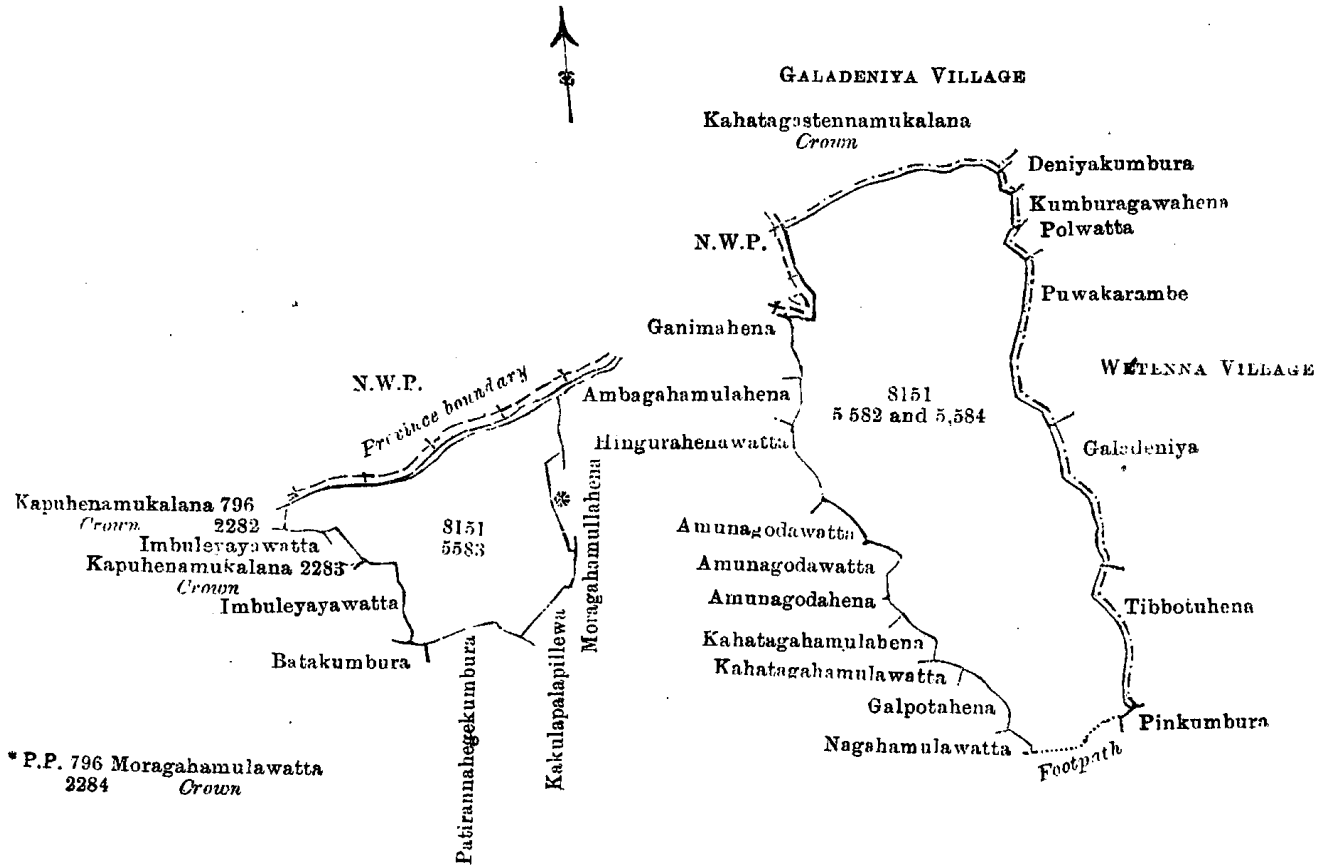 GALADENIYA VILLAGE
Kahatagastennamukalana
Crown
Deniyakumbura
Kumburagawahena
Polwatta
N.W.P.
Puwakarambe
Ganimahena
WETENNA VILLAGE
N.W.P.
Province boundary
Ambagahamulahena
8151
5 582 and 5,584
Hingurahenawatta
Galadeniya
Kapuhenamukalana 796
Crown 2282
Imbuleyayawatta
Kapuhenamukalana 2283
Crown
Imbuleyayawatta
Batakumbura
8151
5583
Moragahamullahena
Kakulapalapillewa
Patirannahegekumbura
Amunagodawatta
Amunagodawatta
Amunagodahena
Kahatagahamulahena
Kahatagahamulawatta
Galpotahena
Nagahamulawatta
Tibbotuhena
Pinkumbura
Footpath
* P.P. 796 Moragahamulawatta
2284 Crown